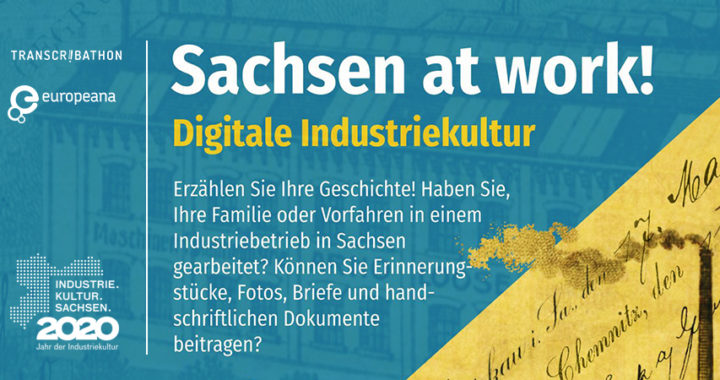 TRANSCR!BATHON
europeana
INDUSTRIE.
KULTUR.
SACHSEN.
2020
Jahr der Industriekultur
Sachsen at work!
Digitale Industriekultur
Erzählen Sie Ihre Geschichte! Haben Sie,
Ihre Familie oder Vorfahren in einem
Industriebetrieb in Sachsen
gearbeitet? Können Sie Erinnerung-
stücke, Fotos, Briefe und hand-
schriftlichen Dokumente
beitragen?
Chemnitz, den